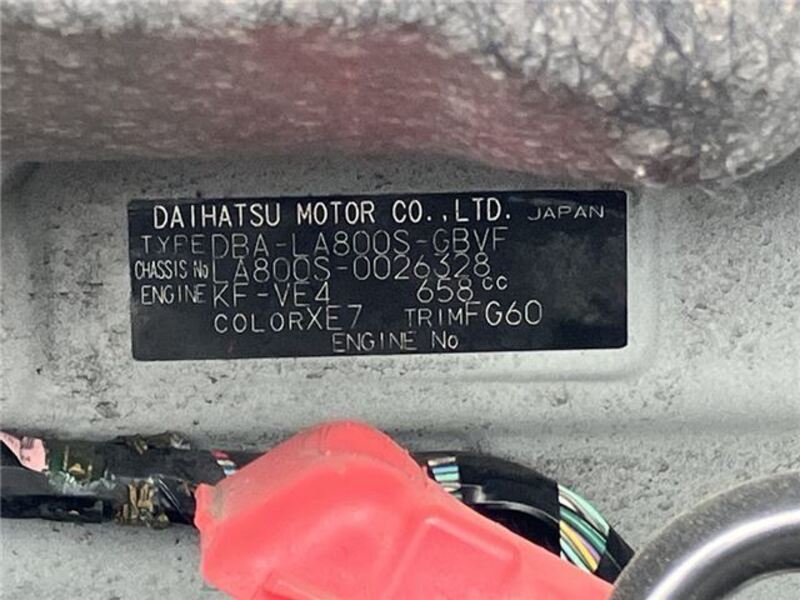 DAIHATSU MOTOR CO.,LTD. JAPAN
TYPE DBA-LA800S-GBVF
CHASSIS No LA800S-0026328
ENGINE KF-VE4 658cc
COLOR XE7 TRIM FG60
ENGINE No